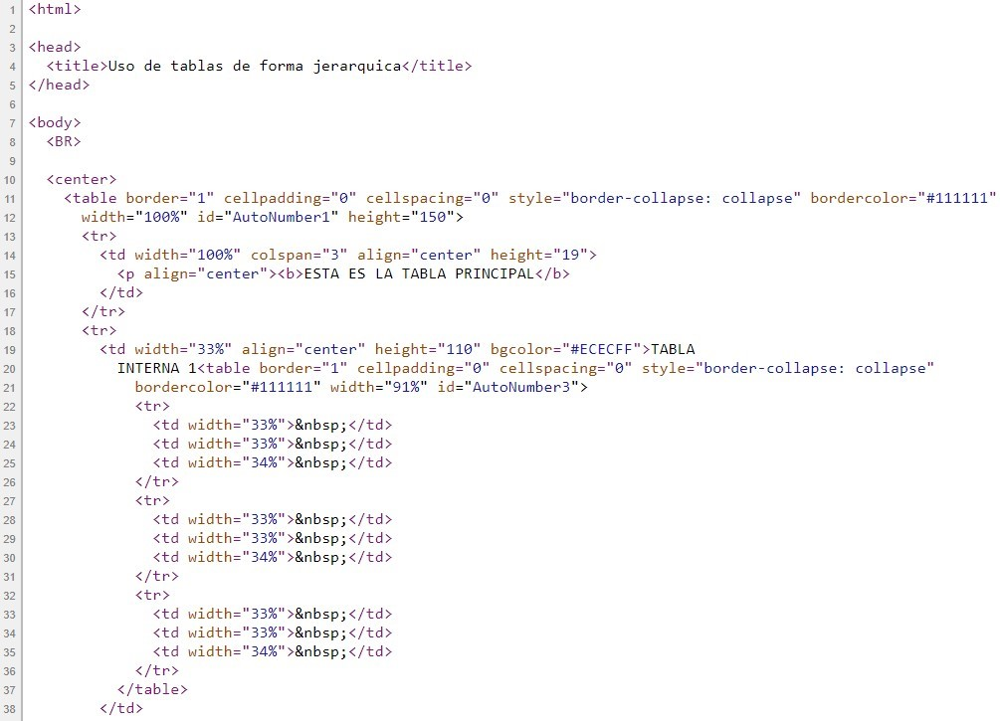 1 <html>
2
3 <head>
4 <title>Uso de tablas de forma jerarquica</title>
5 </head>
6
7 <body>
8 <BR>
9
10 <center>
11 <table border="1" cellpadding="0" cellspacing="0" style="border-collapse: collapse" bordercolor="#111111"
12 width="100%" id="AutoNumber1" height="150">
13 <tr>
14 <td width="100%" colspan="3" align="center" height="19">
15 <p align="center"><b>ESTA ES LA TABLA PRINCIPAL</b>
16 </td>
17 </tr>
18 <tr>
19 <td width="33%" align="center" height="110" bgcolor="#ECECFF">TABLA
20 INTERNA 1<table border="1" cellpadding="0" cellspacing="0" style="border-collapse: collapse"
21 bordercolor="#111111" width="91%" id="AutoNumber3">
22 <tr>
23 <td width="33%">&nbsp;</td>
24 <td width="33%">&nbsp;</td>
25 <td width="34%">&nbsp;</td>
26 </tr>
27 <tr>
28 <td width="33%">&nbsp;</td>
29 <td width="33%">&nbsp;</td>
30 <td width="34%">&nbsp;</td>
31 </tr>
32 <tr>
33 <td width="33%">&nbsp;</td>
34 <td width="33%">&nbsp;</td>
35 <td width="34%">&nbsp;</td>
36 </tr>
37 </table>
38 </td>